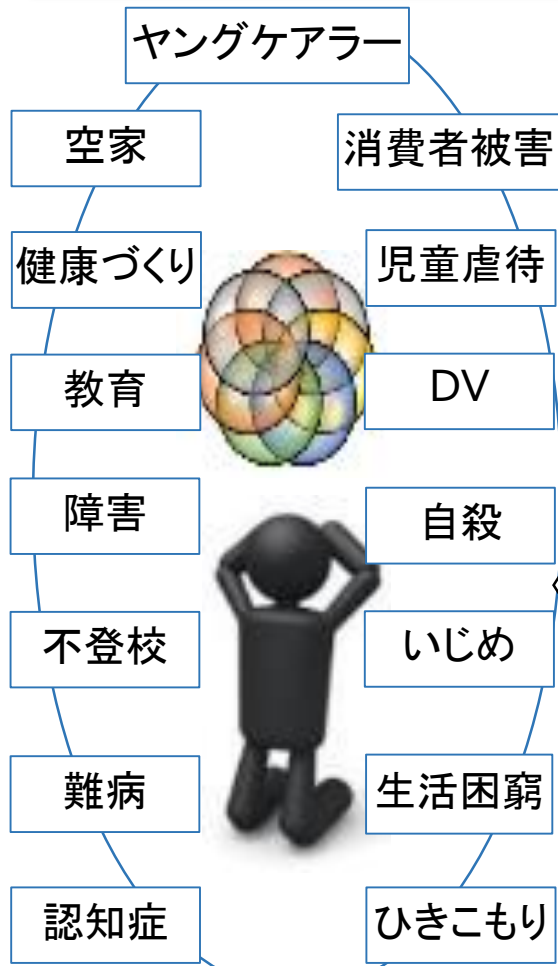 ヤングケアラー
空家
消費者被害
健康づくり
児童虐待
教育
DV
障害
自殺
不登校
いじめ
難病
生活困窮
認知症
ひきこもり